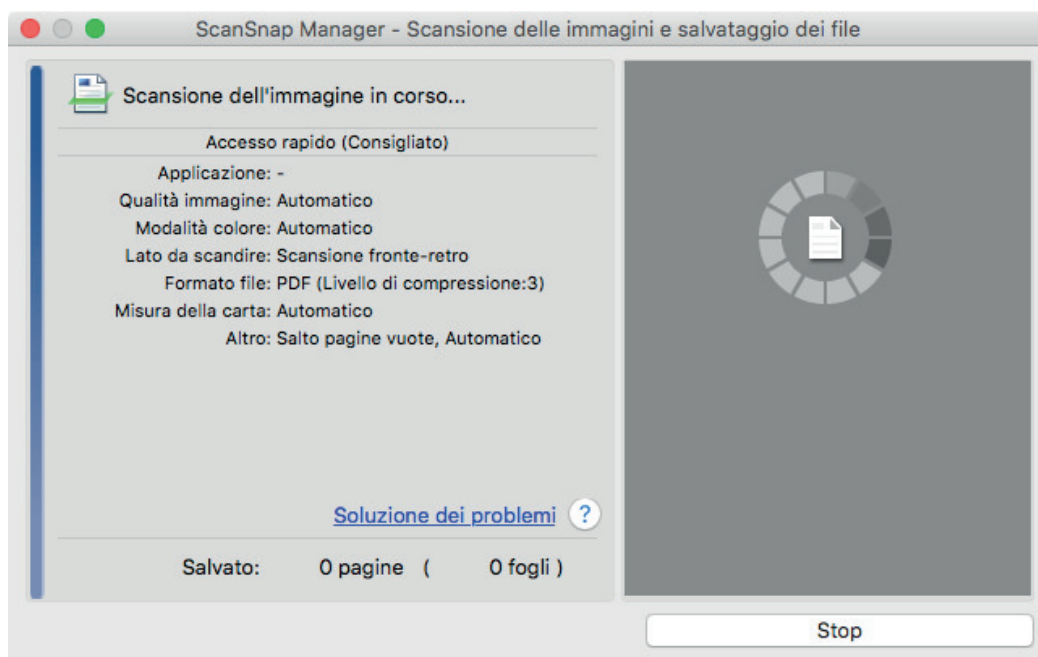 ScanSnap Manager - Scansione delle immagini e salvataggio dei file
Scansione dell'immagine in corso...
Accesso rapido (Consigliato)
Applicazione: -
Qualità immagine: Automatico
Modalità colore: Automatico
Lato da scandire: Scansione fronte-retro
Formato file: PDF (Livello di compressione:3)
Misura della carta: Automatico
Altro: Salto pagine vuote, Automatico
Soluzione dei problemi ?
Salvato: 0 pagine ( 0 fogli )
Stop